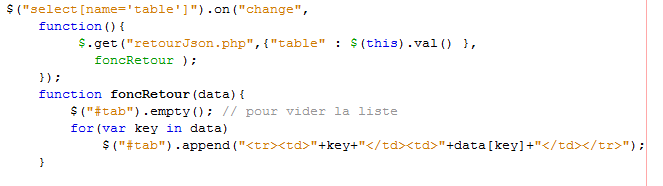 $("select[name='table']").on("change",
function(){
$.get("retourJson.php",{"table" : $(this).val() },
foncRetour );
});
function foncRetour(data){
$("#tab").empty(); // pour vider la liste
for(var key in data)
$("#tab").append("<tr><td>"+key+"</td><td>"+data[key]+"</td></tr>");
}